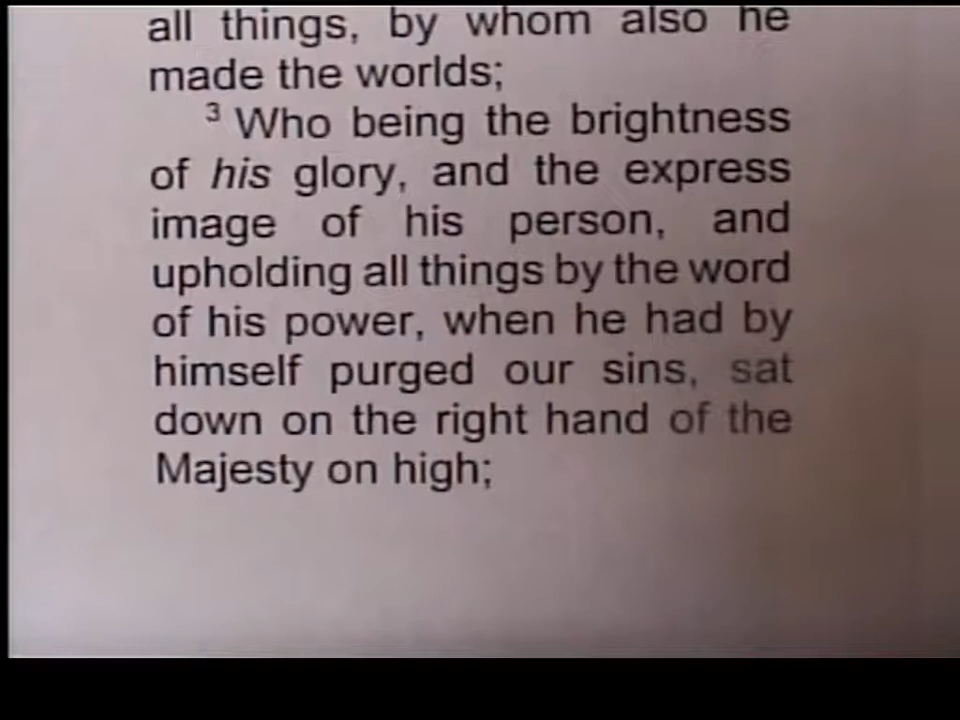 all things, by whom also he
made the worlds;
3 Who being the brightness
of his glory, and the express
image of his person, and
upholding all things by the word
of his power, when he had by
himself purged our sins, sat
down on the right hand of the
Majesty on high;